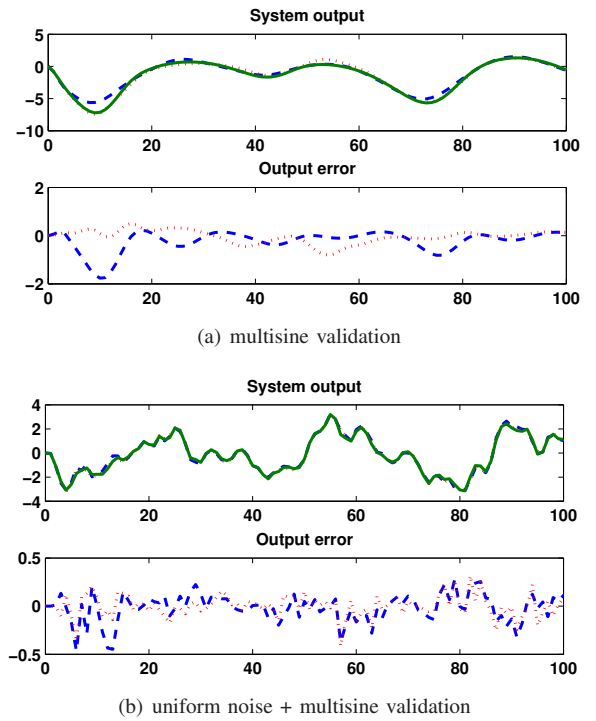 System output
5
0
−5
−10
0 20 40 60 80 100
Output error
2
0
−2
0 20 40 60 80 100
(a) multisine validation
System output
4
2
0
−2
−4
0 20 40 60 80 100
Output error
0.5
0
−0.5
0 20 40 60 80 100
(b) uniform noise + multisine validation